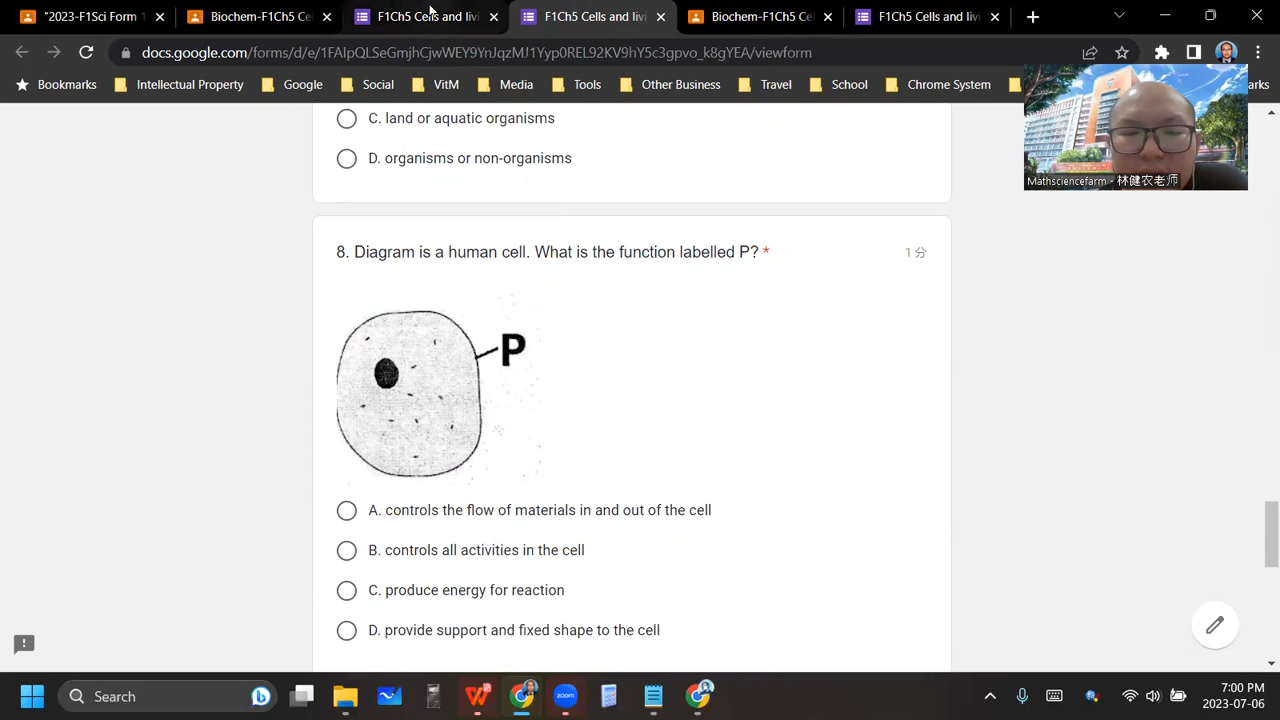 "2023-F1Sci Form 1
Biochem-F1Ch5 Cel
F1Ch5 Cells and livi
F1Ch5 Cells and livi
Biochem-F1Ch5 Cel
F1Ch5 Cells and livi
docs.google.com/forms/d/e/1FAIpQLSeGmjhCjwWEY9YnJqzMJ1Yyp0REL92KV9hY5c3gpvo_k8gYEA/viewform
Bookmarks
Intellectual Property
Google
Social
VitM
Media
Tools
Other Business
Travel
School
Chrome System
arks
Mathsciencefarm - 林健农老师
C. land or aquatic organisms
D. organisms or non-organisms
8. Diagram is a human cell. What is the function labelled P? *
1 分
P
A. controls the flow of materials in and out of the cell
B. controls all activities in the cell
C. produce energy for reaction
D. provide support and fixed shape to the cell
Search
7:00 PM
2023-07-06